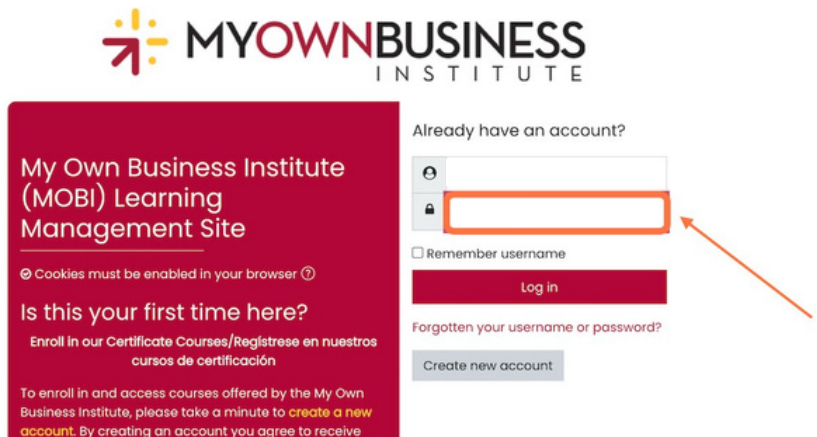 MYOWNBUSINESS
INSTITUTE
My Own Business Institute
(MOBI) Learning
Management Site
Cookies must be enabled in your browser
Is this your first time here?
Enroll in our Certificate Courses/Regístrese en nuestros
cursos de certificación
To enroll in and access courses offered by the My Own
Business Institute, please take a minute to create a new
account. By creating an account you agree to receive
Already have an account?
Remember username
Log in
Forgotten your username or password?
Create new account